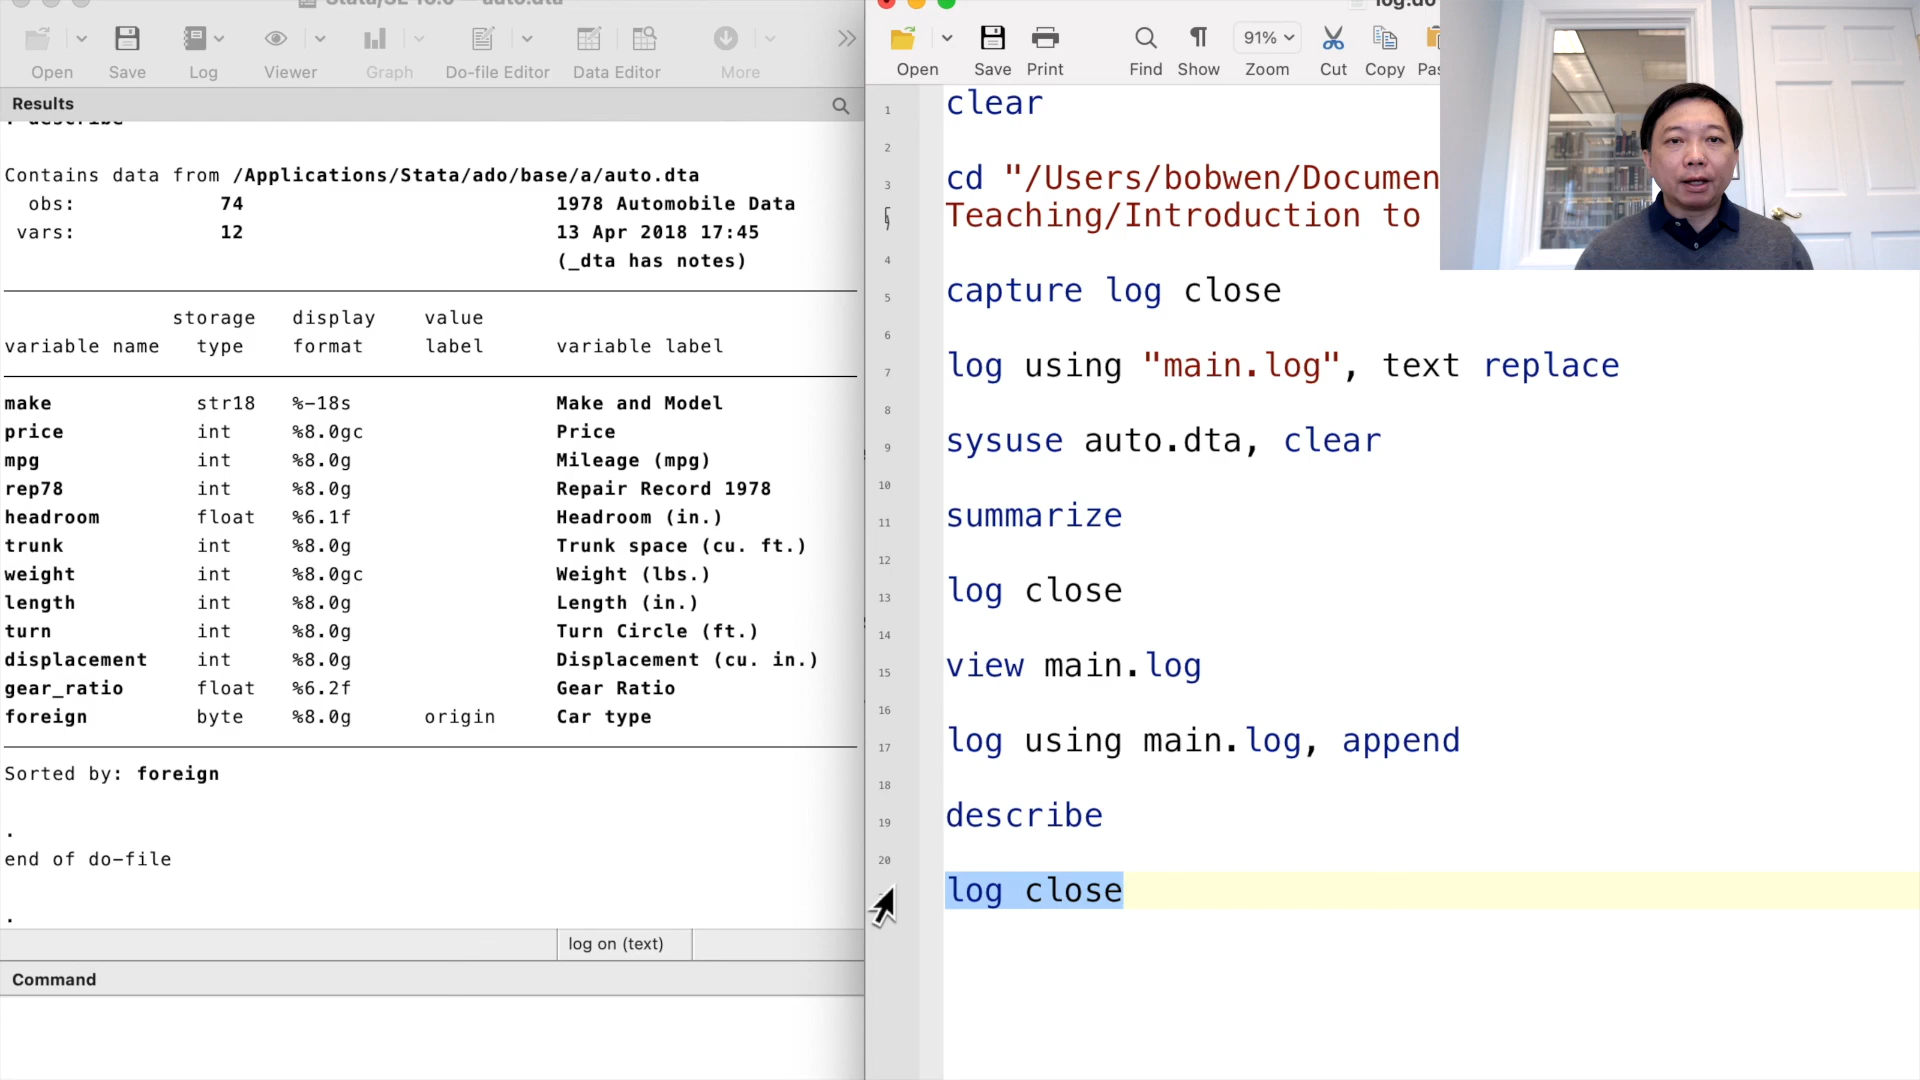 Stata/SE 16.0 — auto.dta
Open
Save
Log
Viewer
Graph
Do-file Editor
Data Editor
More
Results
. describe
Contains data from /Applications/Stata/ado/base/a/auto.dta
obs: 74 1978 Automobile Data
vars: 12 13 Apr 2018 17:45
(_dta has notes)
storage display value
variable name type format label variable label
make str18 %-18s Make and Model
price int %8.0gc Price
mpg int %8.0g Mileage (mpg)
rep78 int %8.0g Repair Record 1978
headroom float %6.1f Headroom (in.)
trunk int %8.0g Trunk space (cu. ft.)
weight int %8.0gc Weight (lbs.)
length int %8.0g Length (in.)
turn int %8.0g Turn Circle (ft.)
displacement int %8.0g Displacement (cu. in.)
gear_ratio float %6.2f Gear Ratio
foreign byte %8.0g origin Car type
Sorted by: foreign
.
end of do-file
.
log on (text)
Command
log.do
Open
Save
Print
Find
Show
91%
Zoom
Cut
Copy
Pas
1 clear
2
3 cd "/Users/bobwen/Documen
Teaching/Introduction to
4
5 capture log close
6
7 log using "main.log", text replace
8
9 sysuse auto.dta, clear
10
11 summarize
12
13 log close
14
15 view main.log
16
17 log using main.log, append
18
19 describe
20
log close